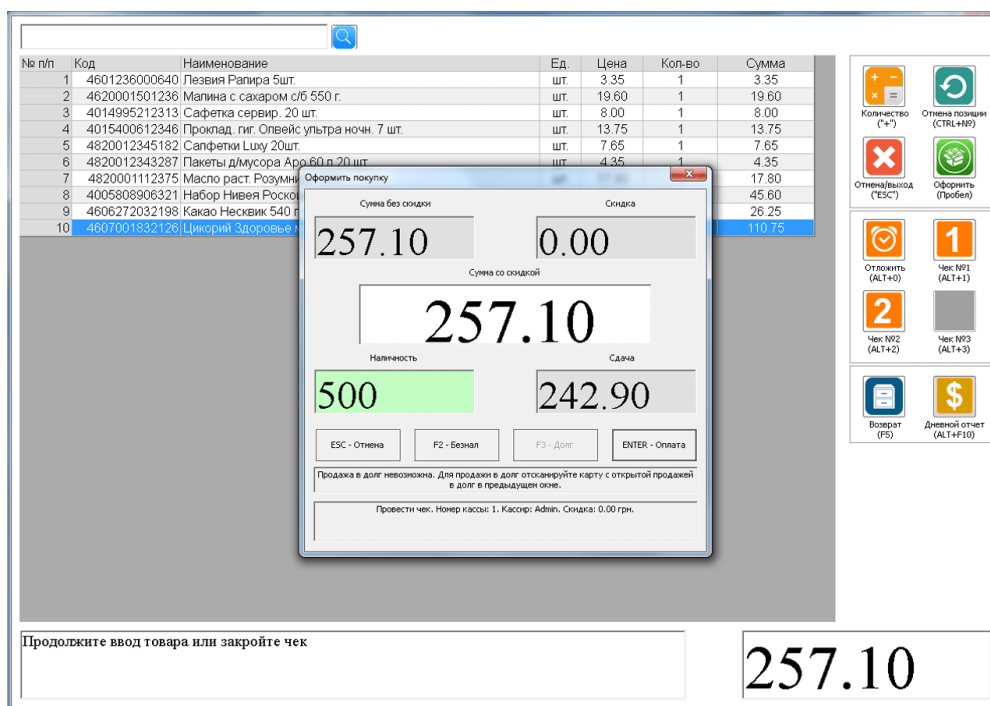 № п/п Код Наименование Ед. Цена Кол-во Сумма
1 4601236000640 Лезвия Рапира 5шт. шт. 3.35 1 3.35
2 4620001501236 Малина с сахаром с/б 550 г. шт. 19.60 1 19.60
3 4014995212313 Сафетка сервир. 20 шт. шт. 8.00 1 8.00
4 4015400612346 Проклад. гиг. Олвейс ультра ночн. 7 шт. шт. 13.75 1 13.75
5 4820012345182 Салфетки Luxy 20шт. шт. 7.65 1 7.65
6 4820012343287 Пакеты д/мусора Аро 60 л 20 шт шт. 4.35 1 4.35
7 4820001112375 Масло раст. Розумни 17.80
8 4005808906321 Набор Нивея Роско 45.60
9 4606272032198 Какао Несквик 540 г 26.25
10 4607001832126 Цикорий Здоровье 110.75
Оформить покупку
Сумма без скидки Скидка
257.10 0.00
Сумма со скидкой
257.10
Наличность Сдача
500 242.90
ESC - Отмена F2 - Безнал F3 - Долг ENTER - Оплата
Продажа в долг невозможна. Для продажи в долг отсканируйте карту с открытой продажей
в долг в предыдущем окне.
Провести чек. Номер кассы: 1. Кассир: Admin. Скидка: 0.00 грн.
Количество Отмена позиции
("+") (CTRL+№)
Отмена/выход Оформить
("ESC") (Пробел)
1
Отложить Чек №1
(ALT+0) (ALT+1)
2
Чек №2 Чек №3
(ALT+2) (ALT+3)
$
Возврат Дневной отчет
(F5) (ALT+F10)
Продолжите ввод товара или закройте чек
257.10